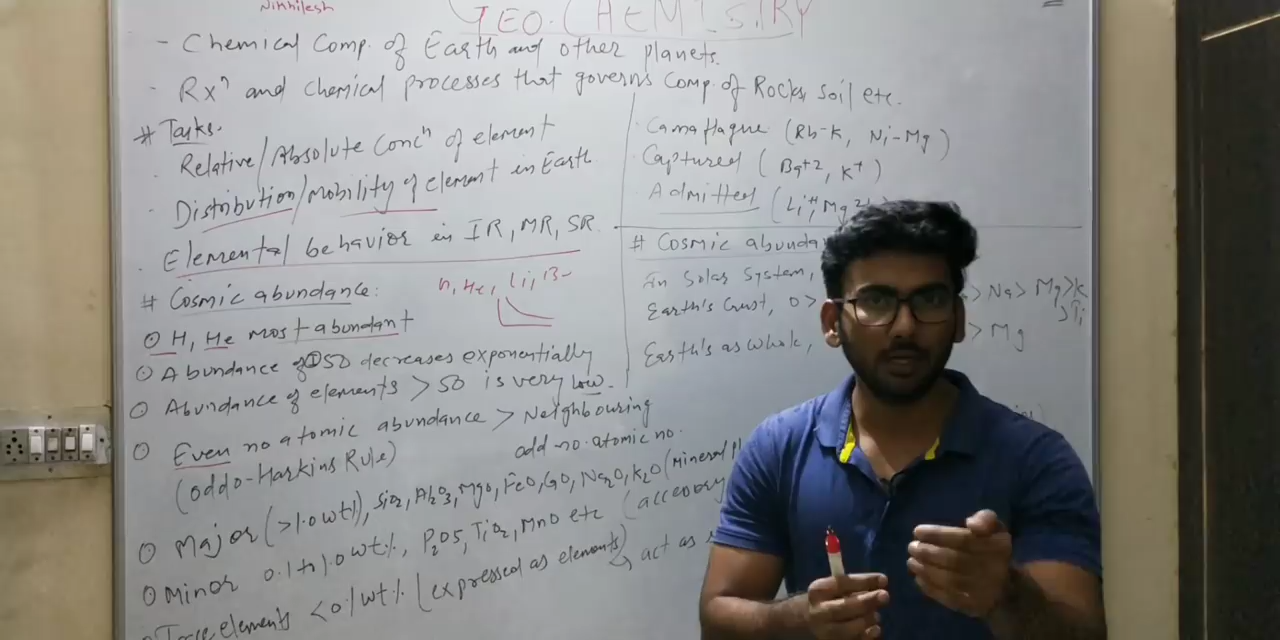 Nikhilesh
GEO.CHEMISTRY
- Chemical Comp. of Earth and other planets.
- Rxⁿ and chemical processes that governs Comp. of Rocks, soil etc.
# Tasks.
· Relative/Absolute Concⁿ of element
· Distribution/Mobility of element in Earth.
· Elemental behavior in IR, MR, SR.
# Cosmic abundance:
H, He, Li, B-
⊙ H, He most abundant
⊙ Abundance of 1-50 decreases exponentially
O Abundance of elements > 50 is very low.
O Even no atomic abundance > Neighbouring
odd no. atomic no.
(Oddo-Harkins Rule)
O Major (>1.0 wt%), SiO2, Al2O3, MgO, FeO, CaO, Na2O, K2O (Mineral
O Minor 0.1 to 1.0 wt%, P2O5, TiO2, MnO etc (accesory
Trace elements < 0.1 wt% (expressed as elements) → act as
· Camaflague (Rb-K, Ni-Mg)
· Captured (Ba+2, K+)
· Admitted (Li+, Mg2+
# Cosmic abunda
In Solar System,
Earth's Crust, O > > Na > Mg > K
> Ti
Earth's as whole, > Mg